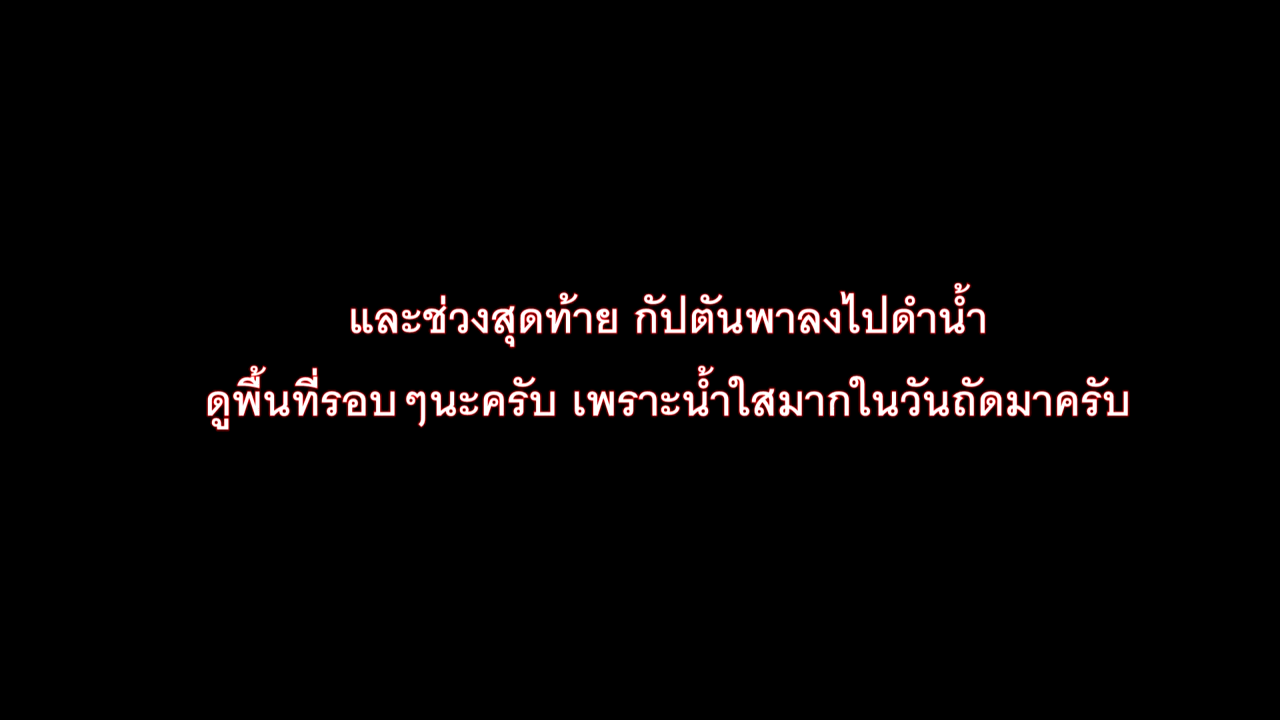 และช่วงสุดท้าย กัปตันพาลงไปดำน้ำ
ดูพื้นที่รอบๆนะครับ เพราะน้ำใสมากในวันถัดมาครับ